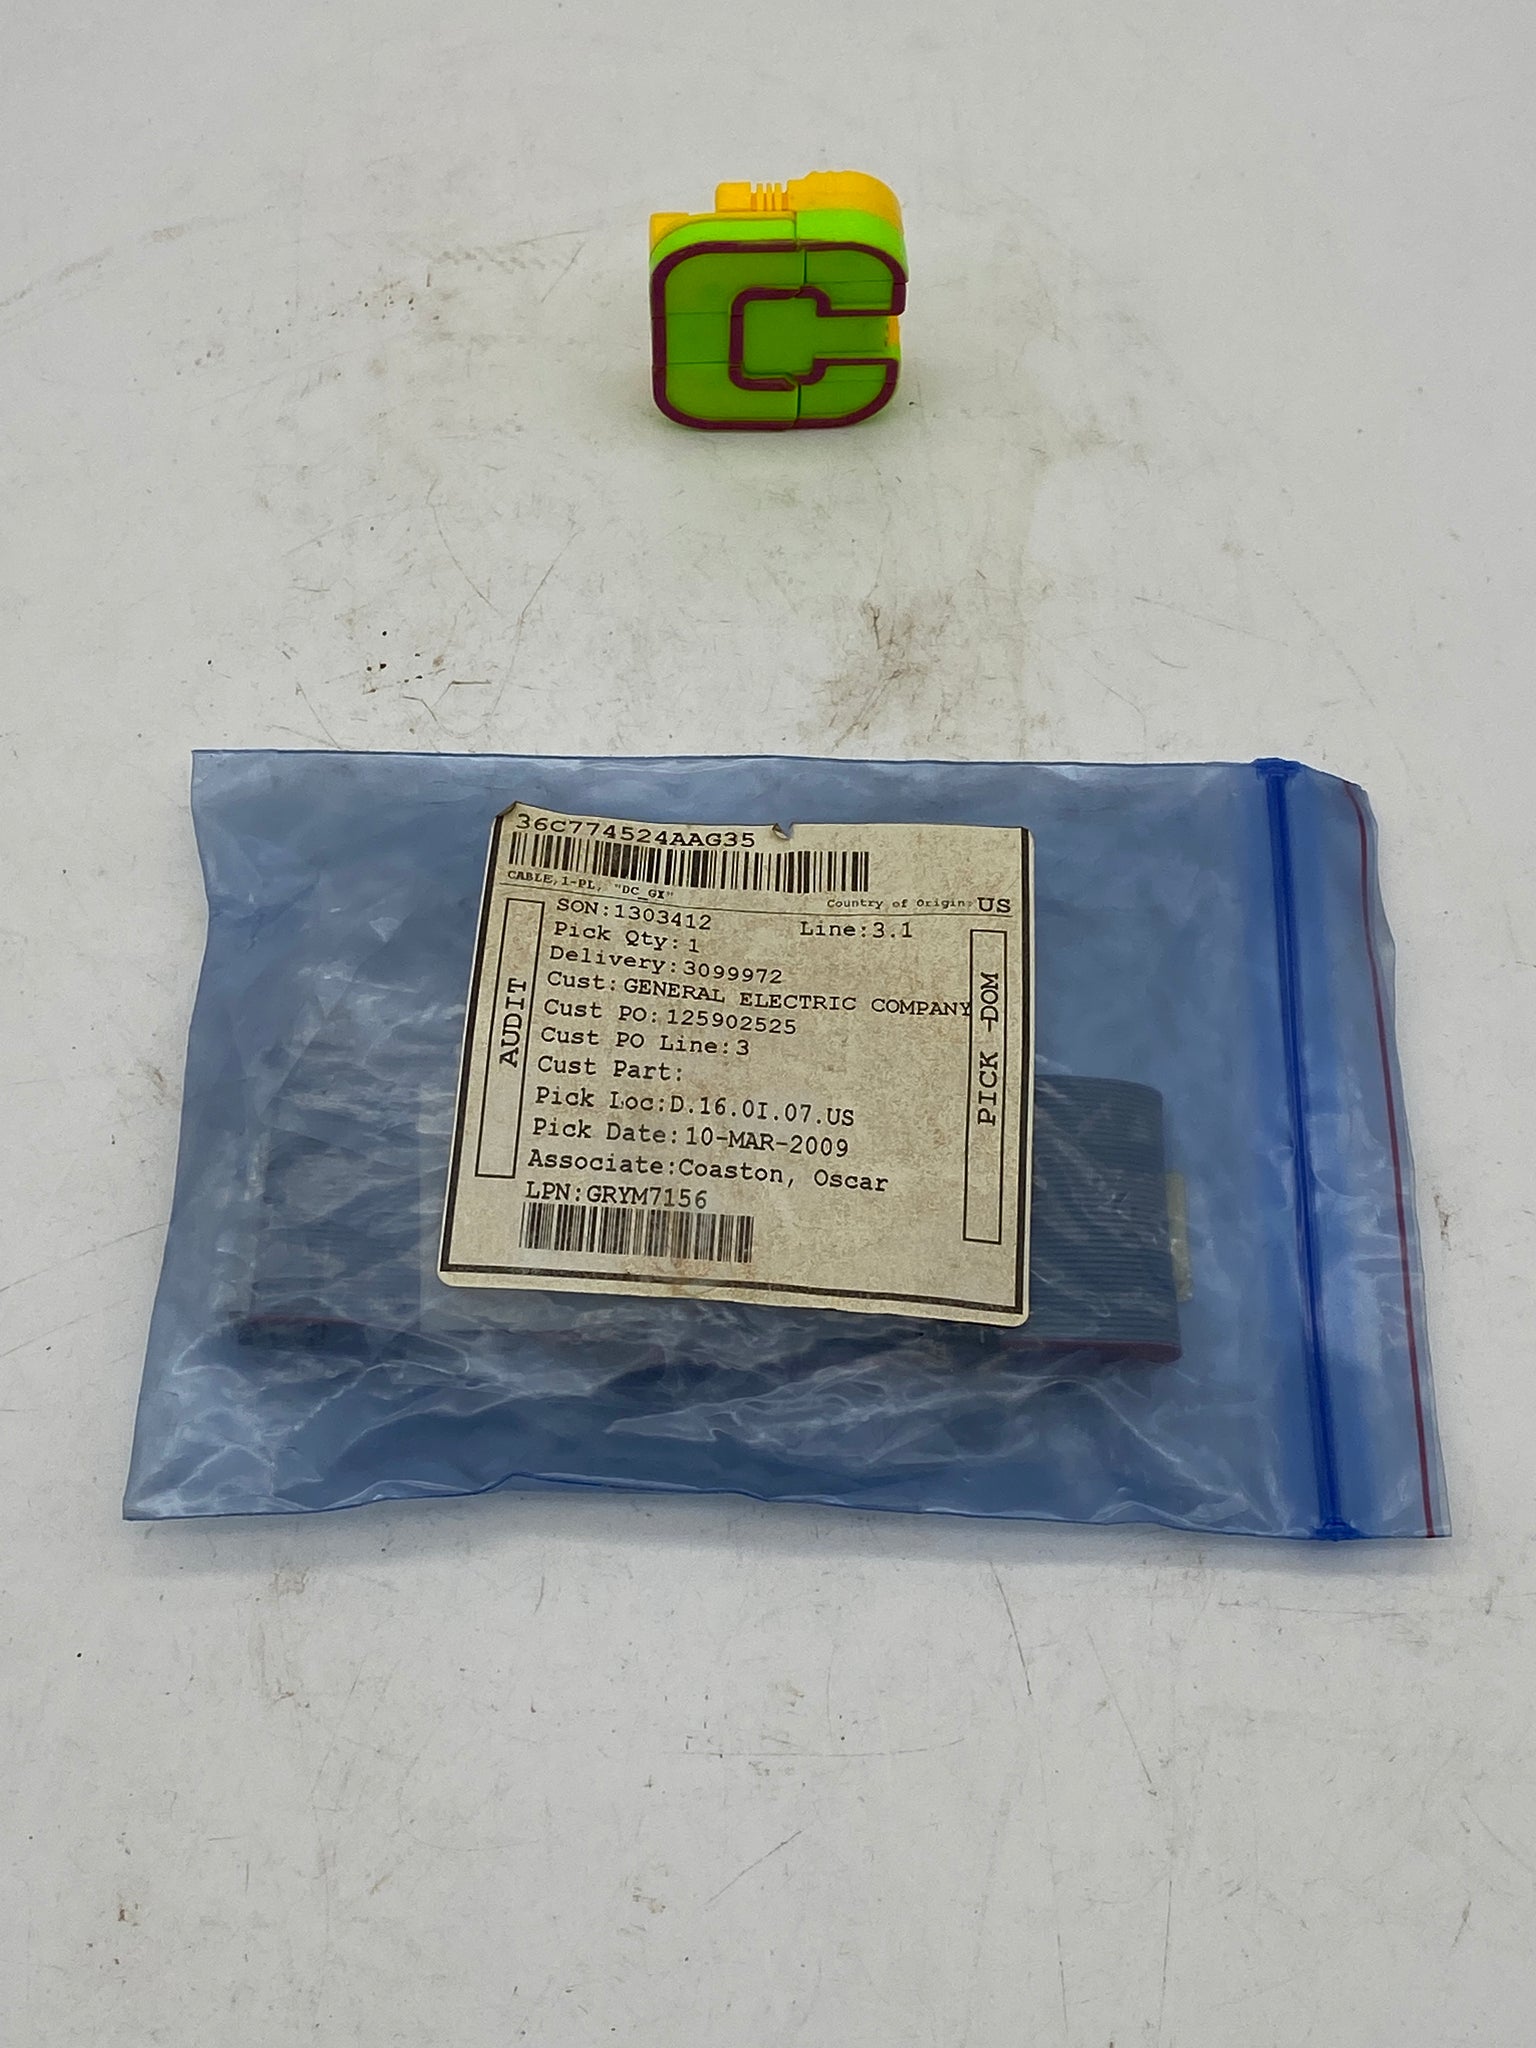 C
36C774524AAG35
CABLE, 1-PL, "DC_GX"
Country of Origin: US
SON:1303412 Line:3.1
Pick Qty: 1
Delivery:3099972
Cust: GENERAL ELECTRIC COMPANY
Cust PO: 125902525
Cust PO Line: 3
Cust Part:
Pick Loc:D.16.0I.07.US
Pick Date: 10-MAR-2009
Associate: Coaston, Oscar
LPN:GRYM7156
AUDIT
PICK -DOM